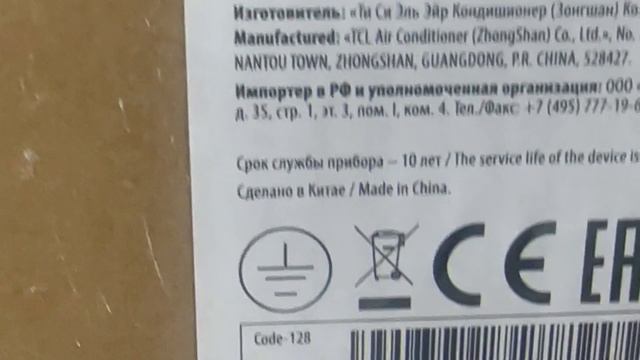 Изготовитель: «Ти Си Эль Эйр Кондишионер (Зонгшан) Ко
Manufactured: «TCL Air Conditioner (ZhongShan) Co., Ltd.», No.
NANTOU TOWN, ZHONGSHAN, GUANGDONG, P.R. CHINA, 528427.
Импортер в РФ и уполномоченная организация: ООО
д. 35, стр. 1, эт. 3, пом. I, ком. 4. Тел./Факс: +7 (495) 777-19-
Срок службы прибора – 10 лет / The service life of the device is
Сделано в Китае / Made in China.
CE EAC
Code-128